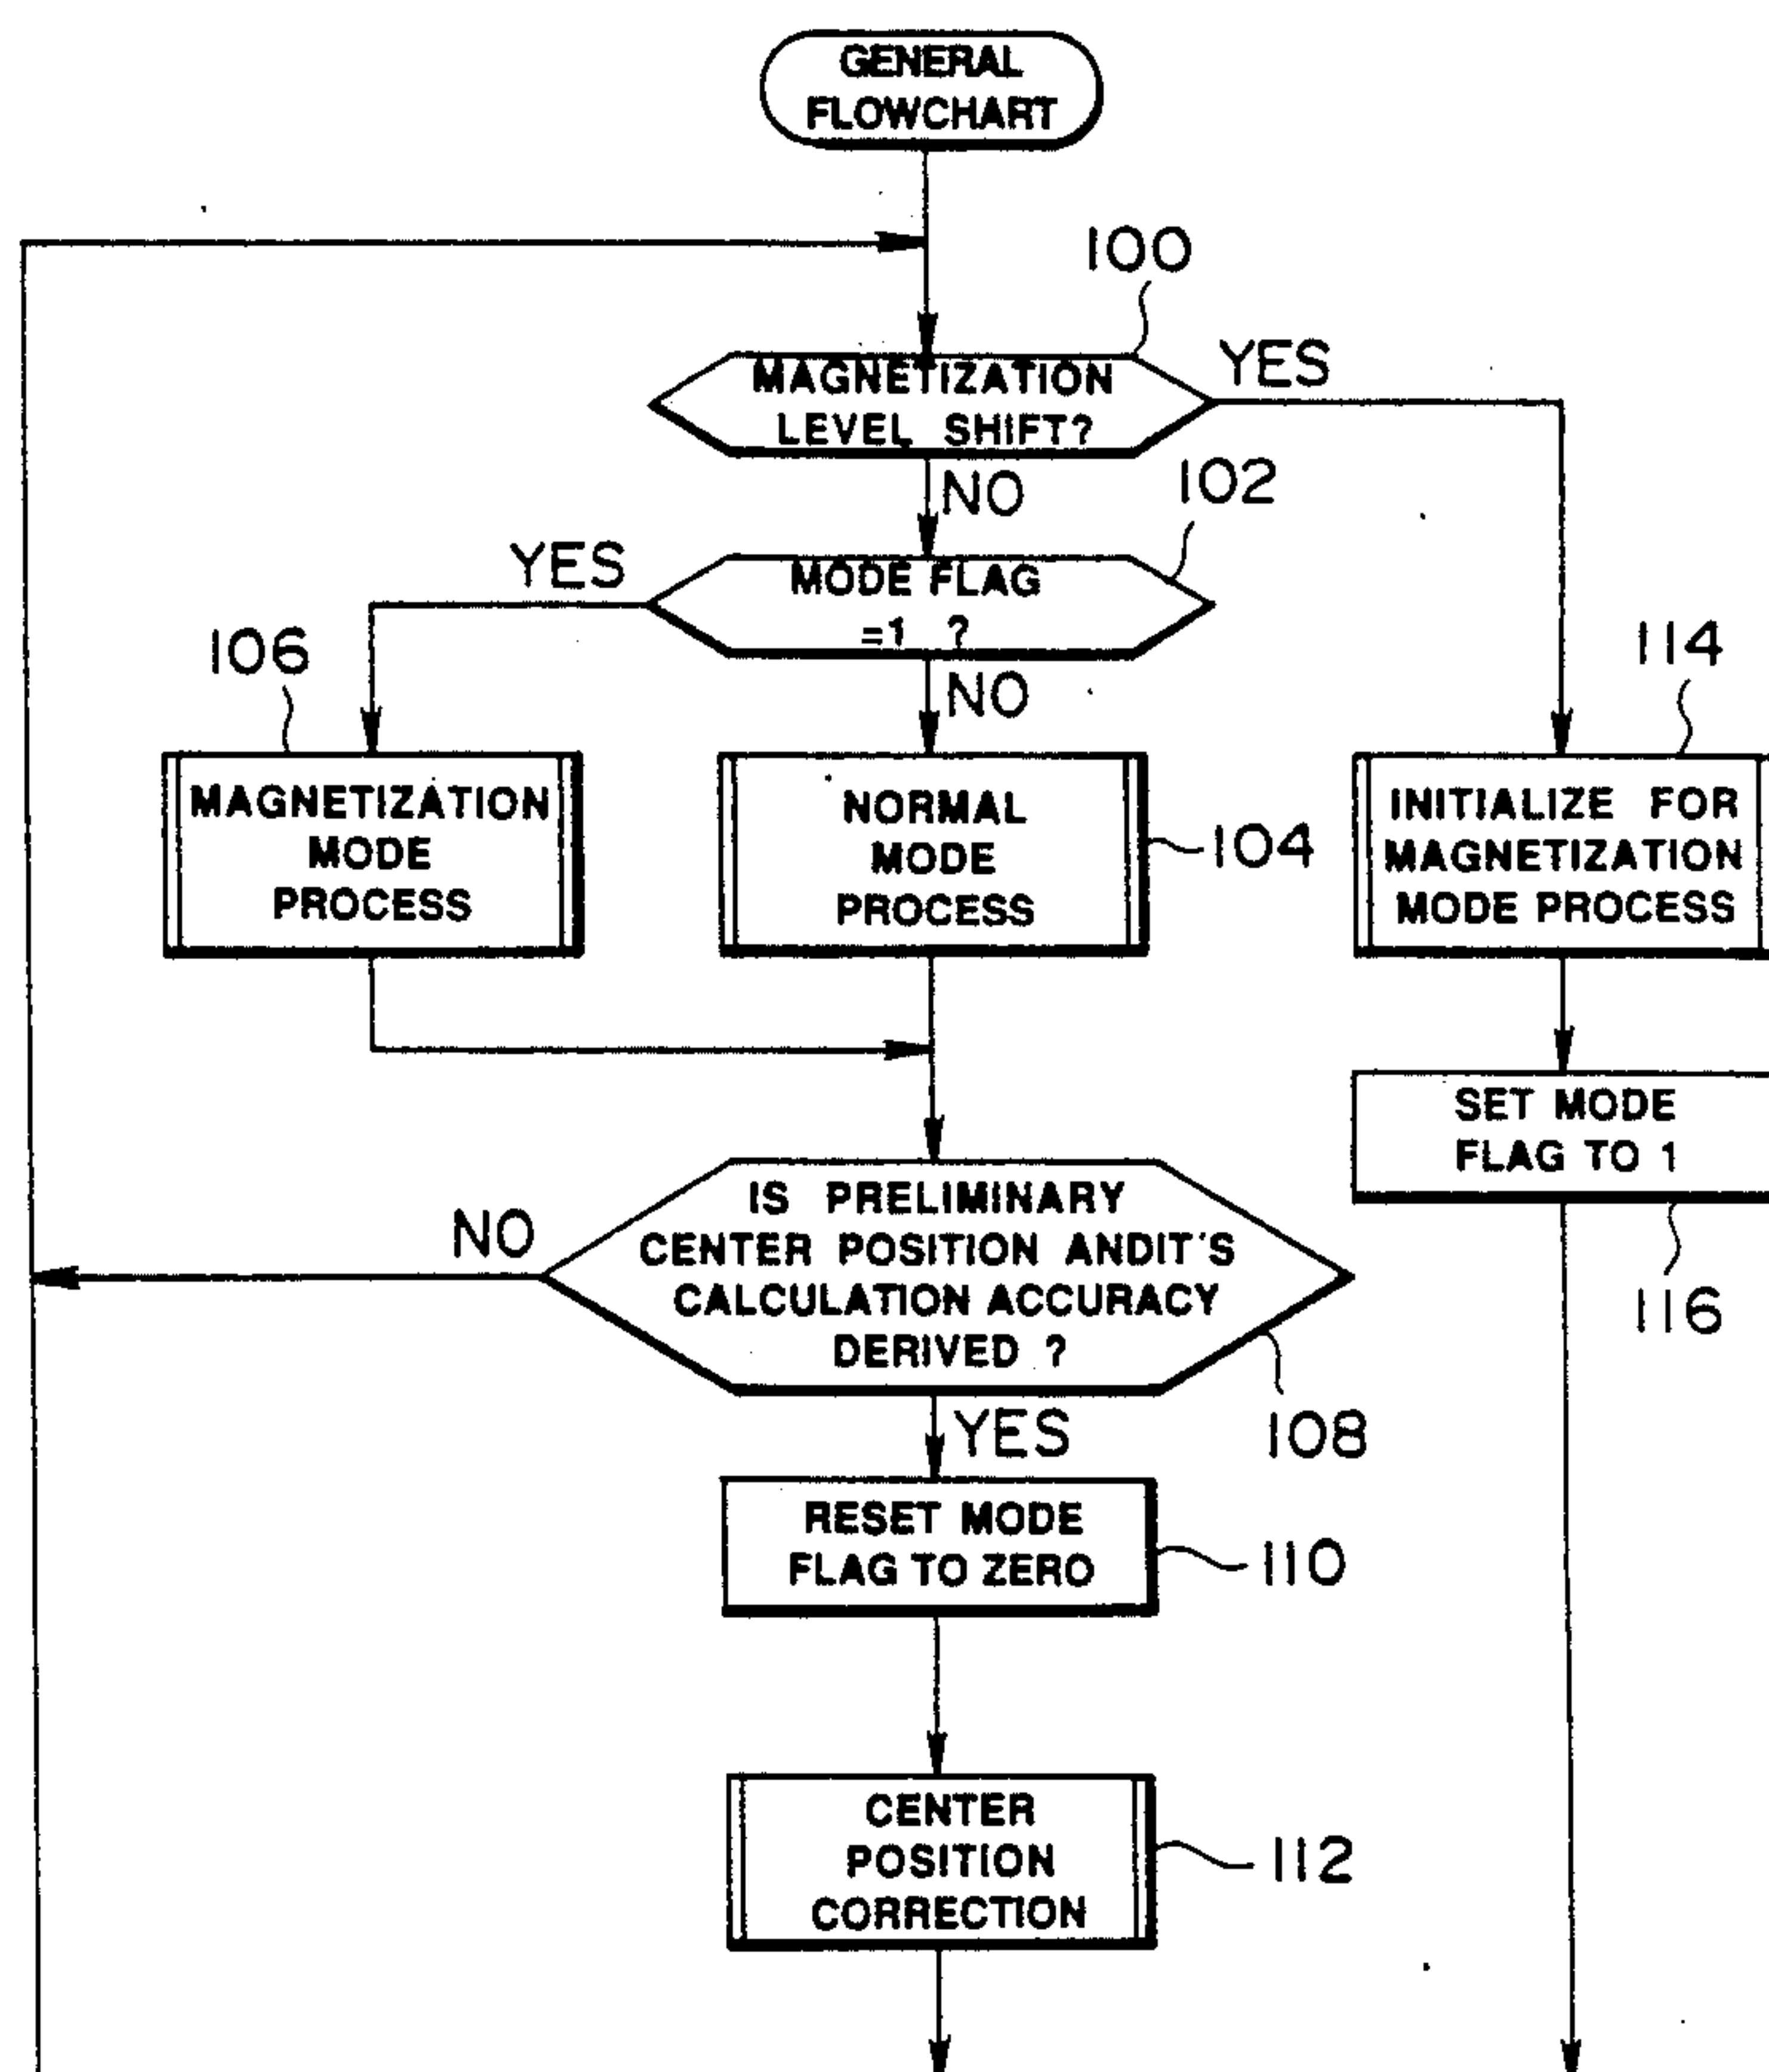 GENERAL
FLOWCHART
100
MAGNETIZATION
LEVEL SHIFT?
YES
NO
102
MODE FLAG
=1 ?
YES
NO
106
MAGNETIZATION
MODE
PROCESS
NORMAL
MODE
PROCESS
104
114
INITIALIZE FOR
MAGNETIZATION
MODE PROCESS
SET MODE
FLAG TO 1
116
IS PRELIMINARY
CENTER POSITION ANDIT'S
CALCULATION ACCURACY
DERIVED ?
NO
108
YES
RESET MODE
FLAG TO ZERO
110
CENTER
POSITION
CORRECTION
112